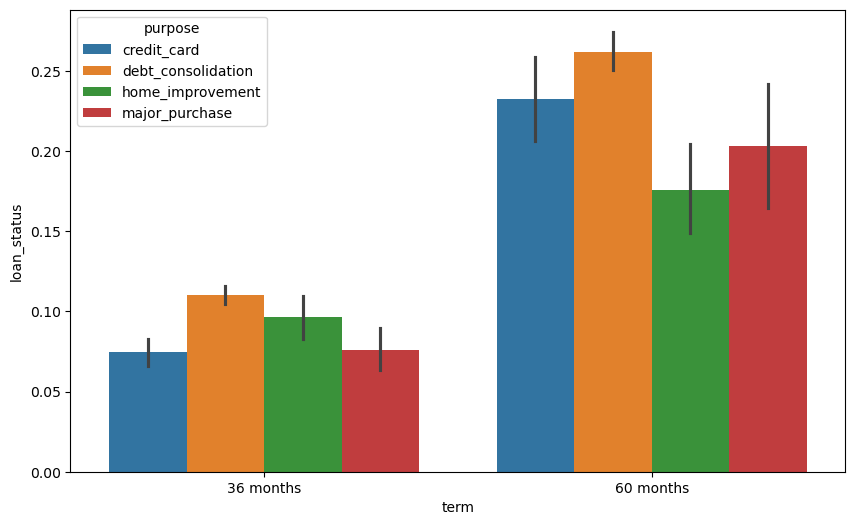 purpose
credit_card
debt_consolidation
home_improvement
major_purchase
loan_status
0.25
0.20
0.15
0.10
0.05
0.00
36 months
60 months
term